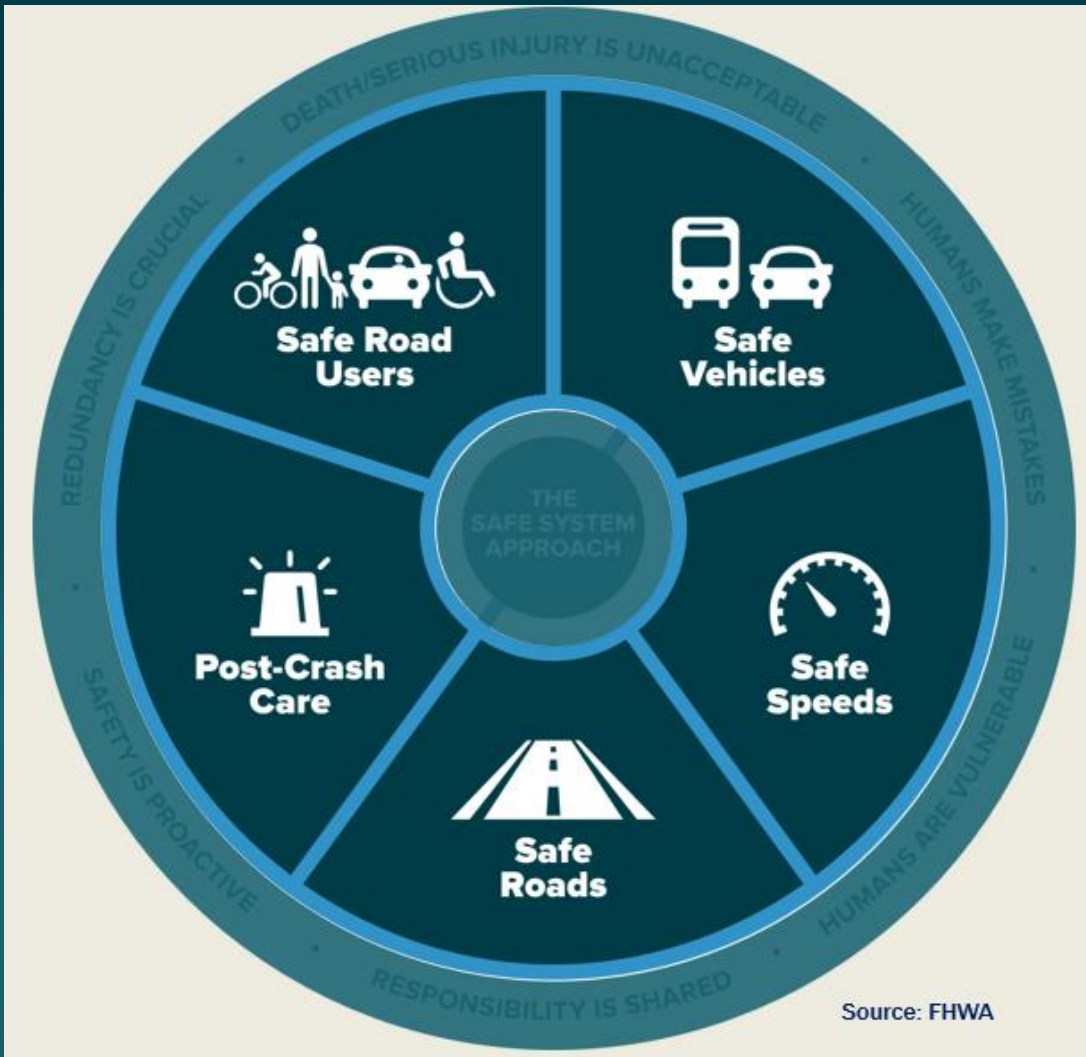 DEATH/SERIOUS INJURY IS UNACCEPTABLE
HUMANS MAKE MISTAKES
HUMANS ARE VULNERABLE
RESPONSIBILITY IS SHARED
SAFETY IS PROACTIVE
REDUNDANCY IS CRUCIAL
Safe Road
Users
Safe
Vehicles
Safe
Speeds
Safe
Roads
Post-Crash
Care
THE
SAFE SYSTEM
APPROACH
Source: FHWA